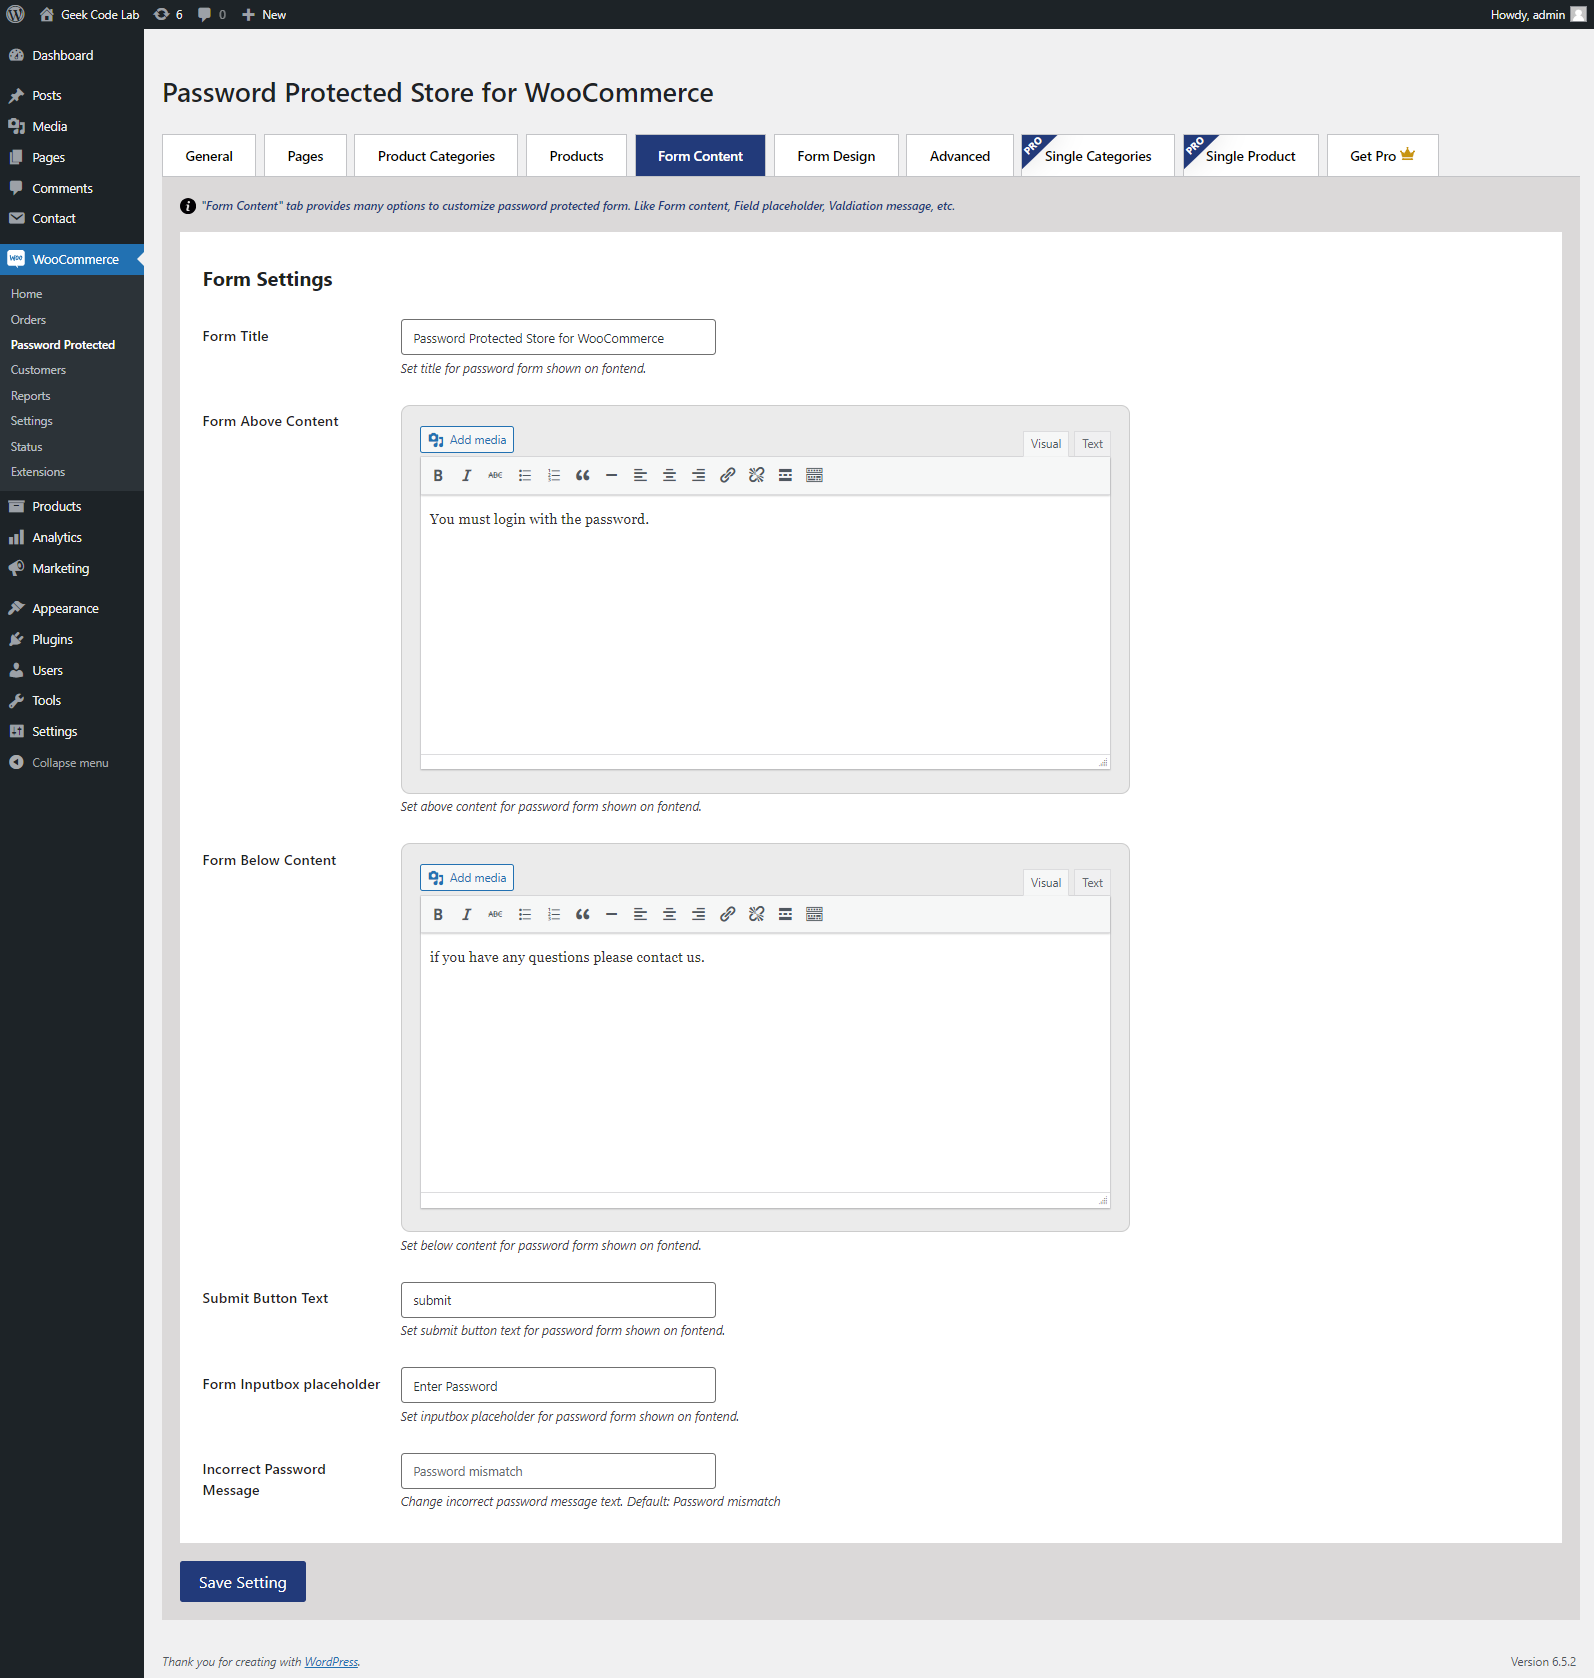 Geek Code Lab 6 0 New Howdy, admin
Dashboard
Posts
Media
Pages
Comments
Contact
WooCommerce
Home
Orders
Password Protected
Customers
Reports
Settings
Status
Extensions
Products
Analytics
Marketing
Appearance
Plugins
Users
Tools
Settings
Collapse menu
Password Protected Store for WooCommerce
General Pages Product Categories Products Form Content Form Design Advanced PRO Single Categories PRO Single Product Get Pro
"Form Content" tab provides many options to customize password protected form. Like Form content, Field placeholder, Valdiation message, etc.
Form Settings
Form Title
Password Protected Store for WooCommerce
Set title for password form shown on fontend.
Form Above Content
Add media
Visual Text
B I ABC
You must login with the password.
Set above content for password form shown on fontend.
Form Below Content
Add media
Visual Text
B I ABC
if you have any questions please contact us.
Set below content for password form shown on fontend.
Submit Button Text
submit
Set submit button text for password form shown on fontend.
Form Inputbox placeholder
Enter Password
Set inputbox placeholder for password form shown on fontend.
Incorrect Password
Message
Password mismatch
Change incorrect password message text. Default: Password mismatch
Save Setting
Thank you for creating with WordPress. Version 6.5.2